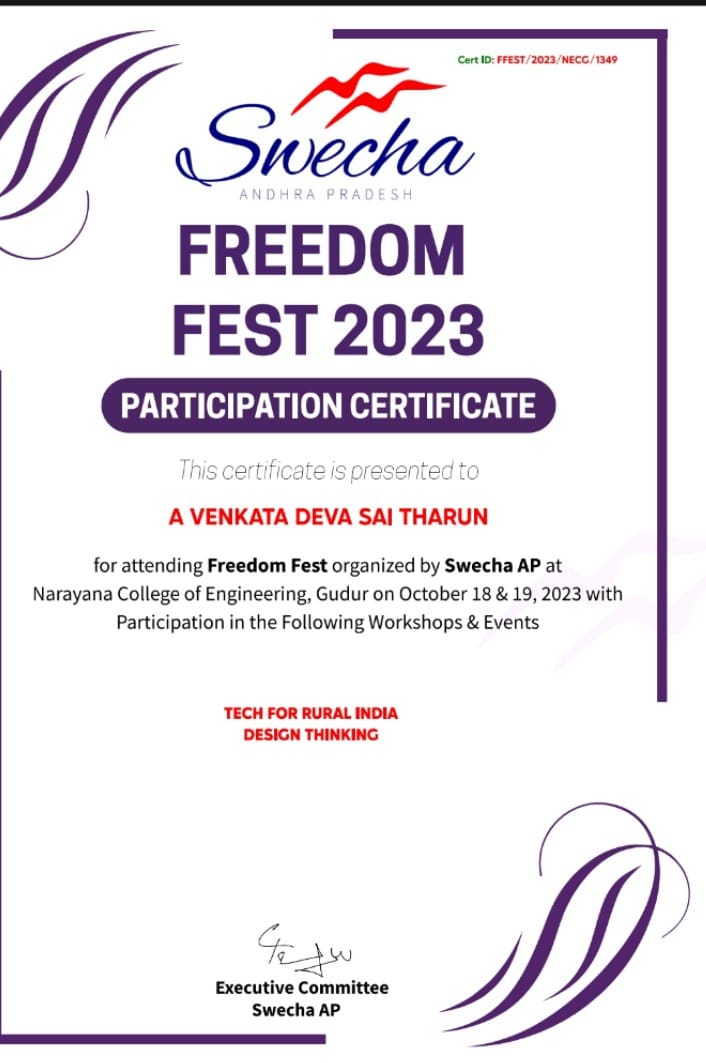 Cert ID: FFEST/2023/NECG/1349
Swecha
ANDHRA PRADESH
FREEDOM
FEST 2023
PARTICIPATION CERTIFICATE
This certificate is presented to
A VENKATA DEVA SAI THARUN
for attending Freedom Fest organized by Swecha AP at
Narayana College of Engineering, Gudur on October 18 & 19, 2023 with
Participation in the Following Workshops & Events
TECH FOR RURAL INDIA
DESIGN THINKING
Executive Committee
Swecha AP